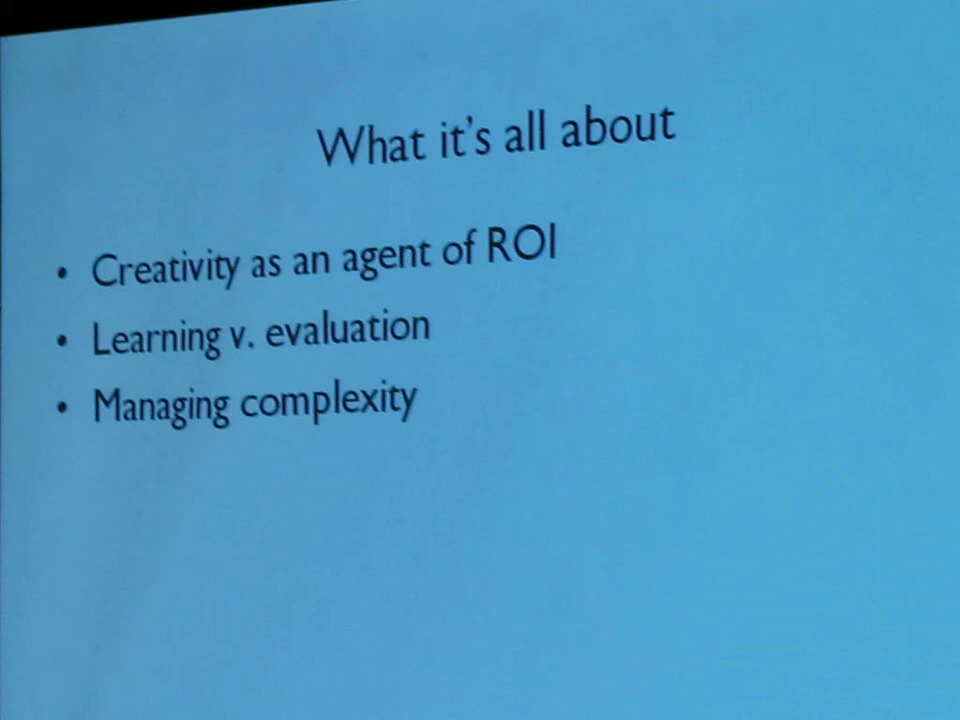 What it's all about
• Creativity as an agent of ROI
• Learning v. evaluation
• Managing complexity